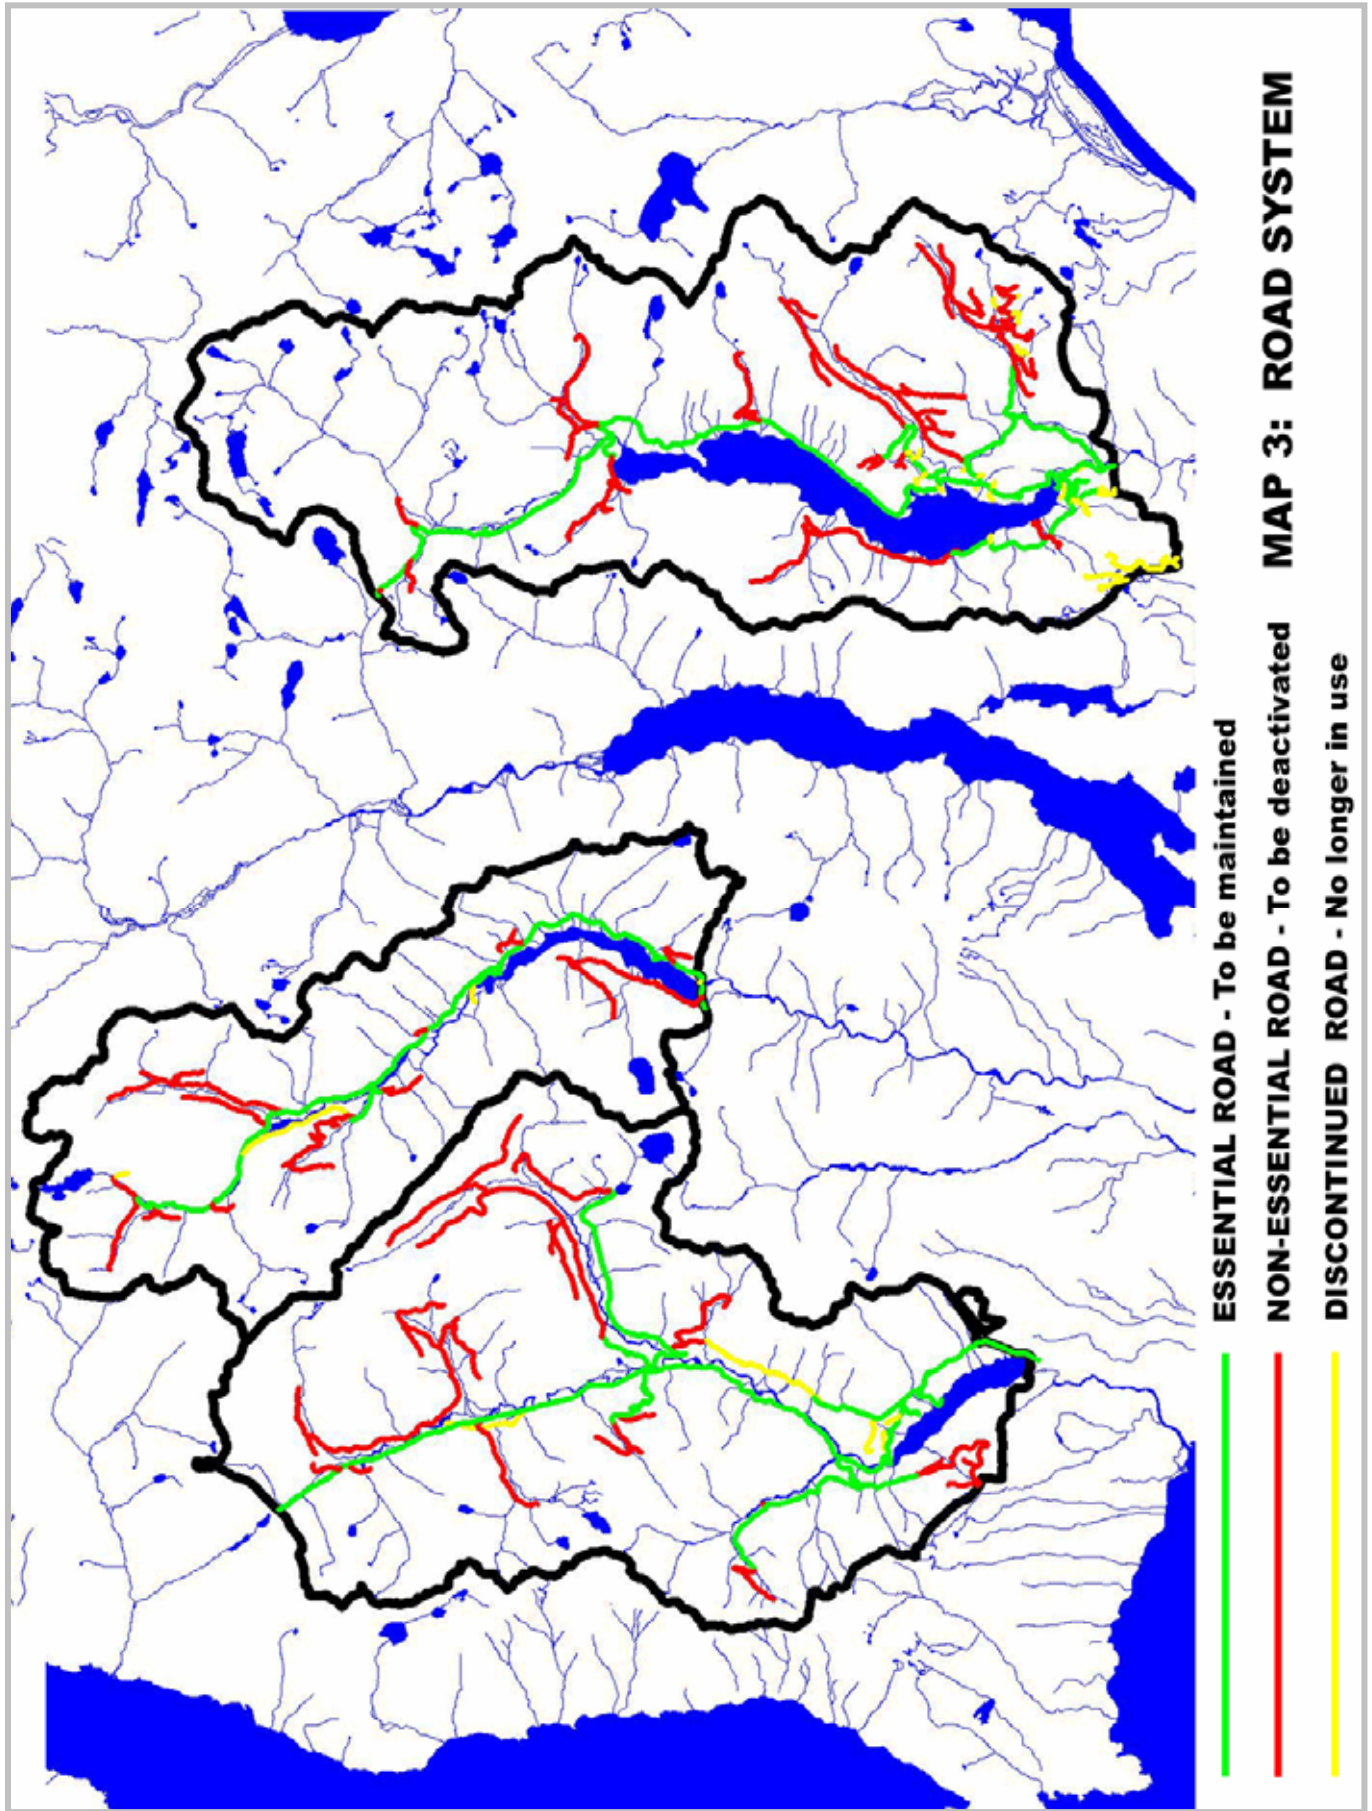 MAP 3: ROAD SYSTEM
ESSENTIAL ROAD - To be maintained
NON-ESSENTIAL ROAD - To be deactivated
DISCONTINUED ROAD - No longer in use